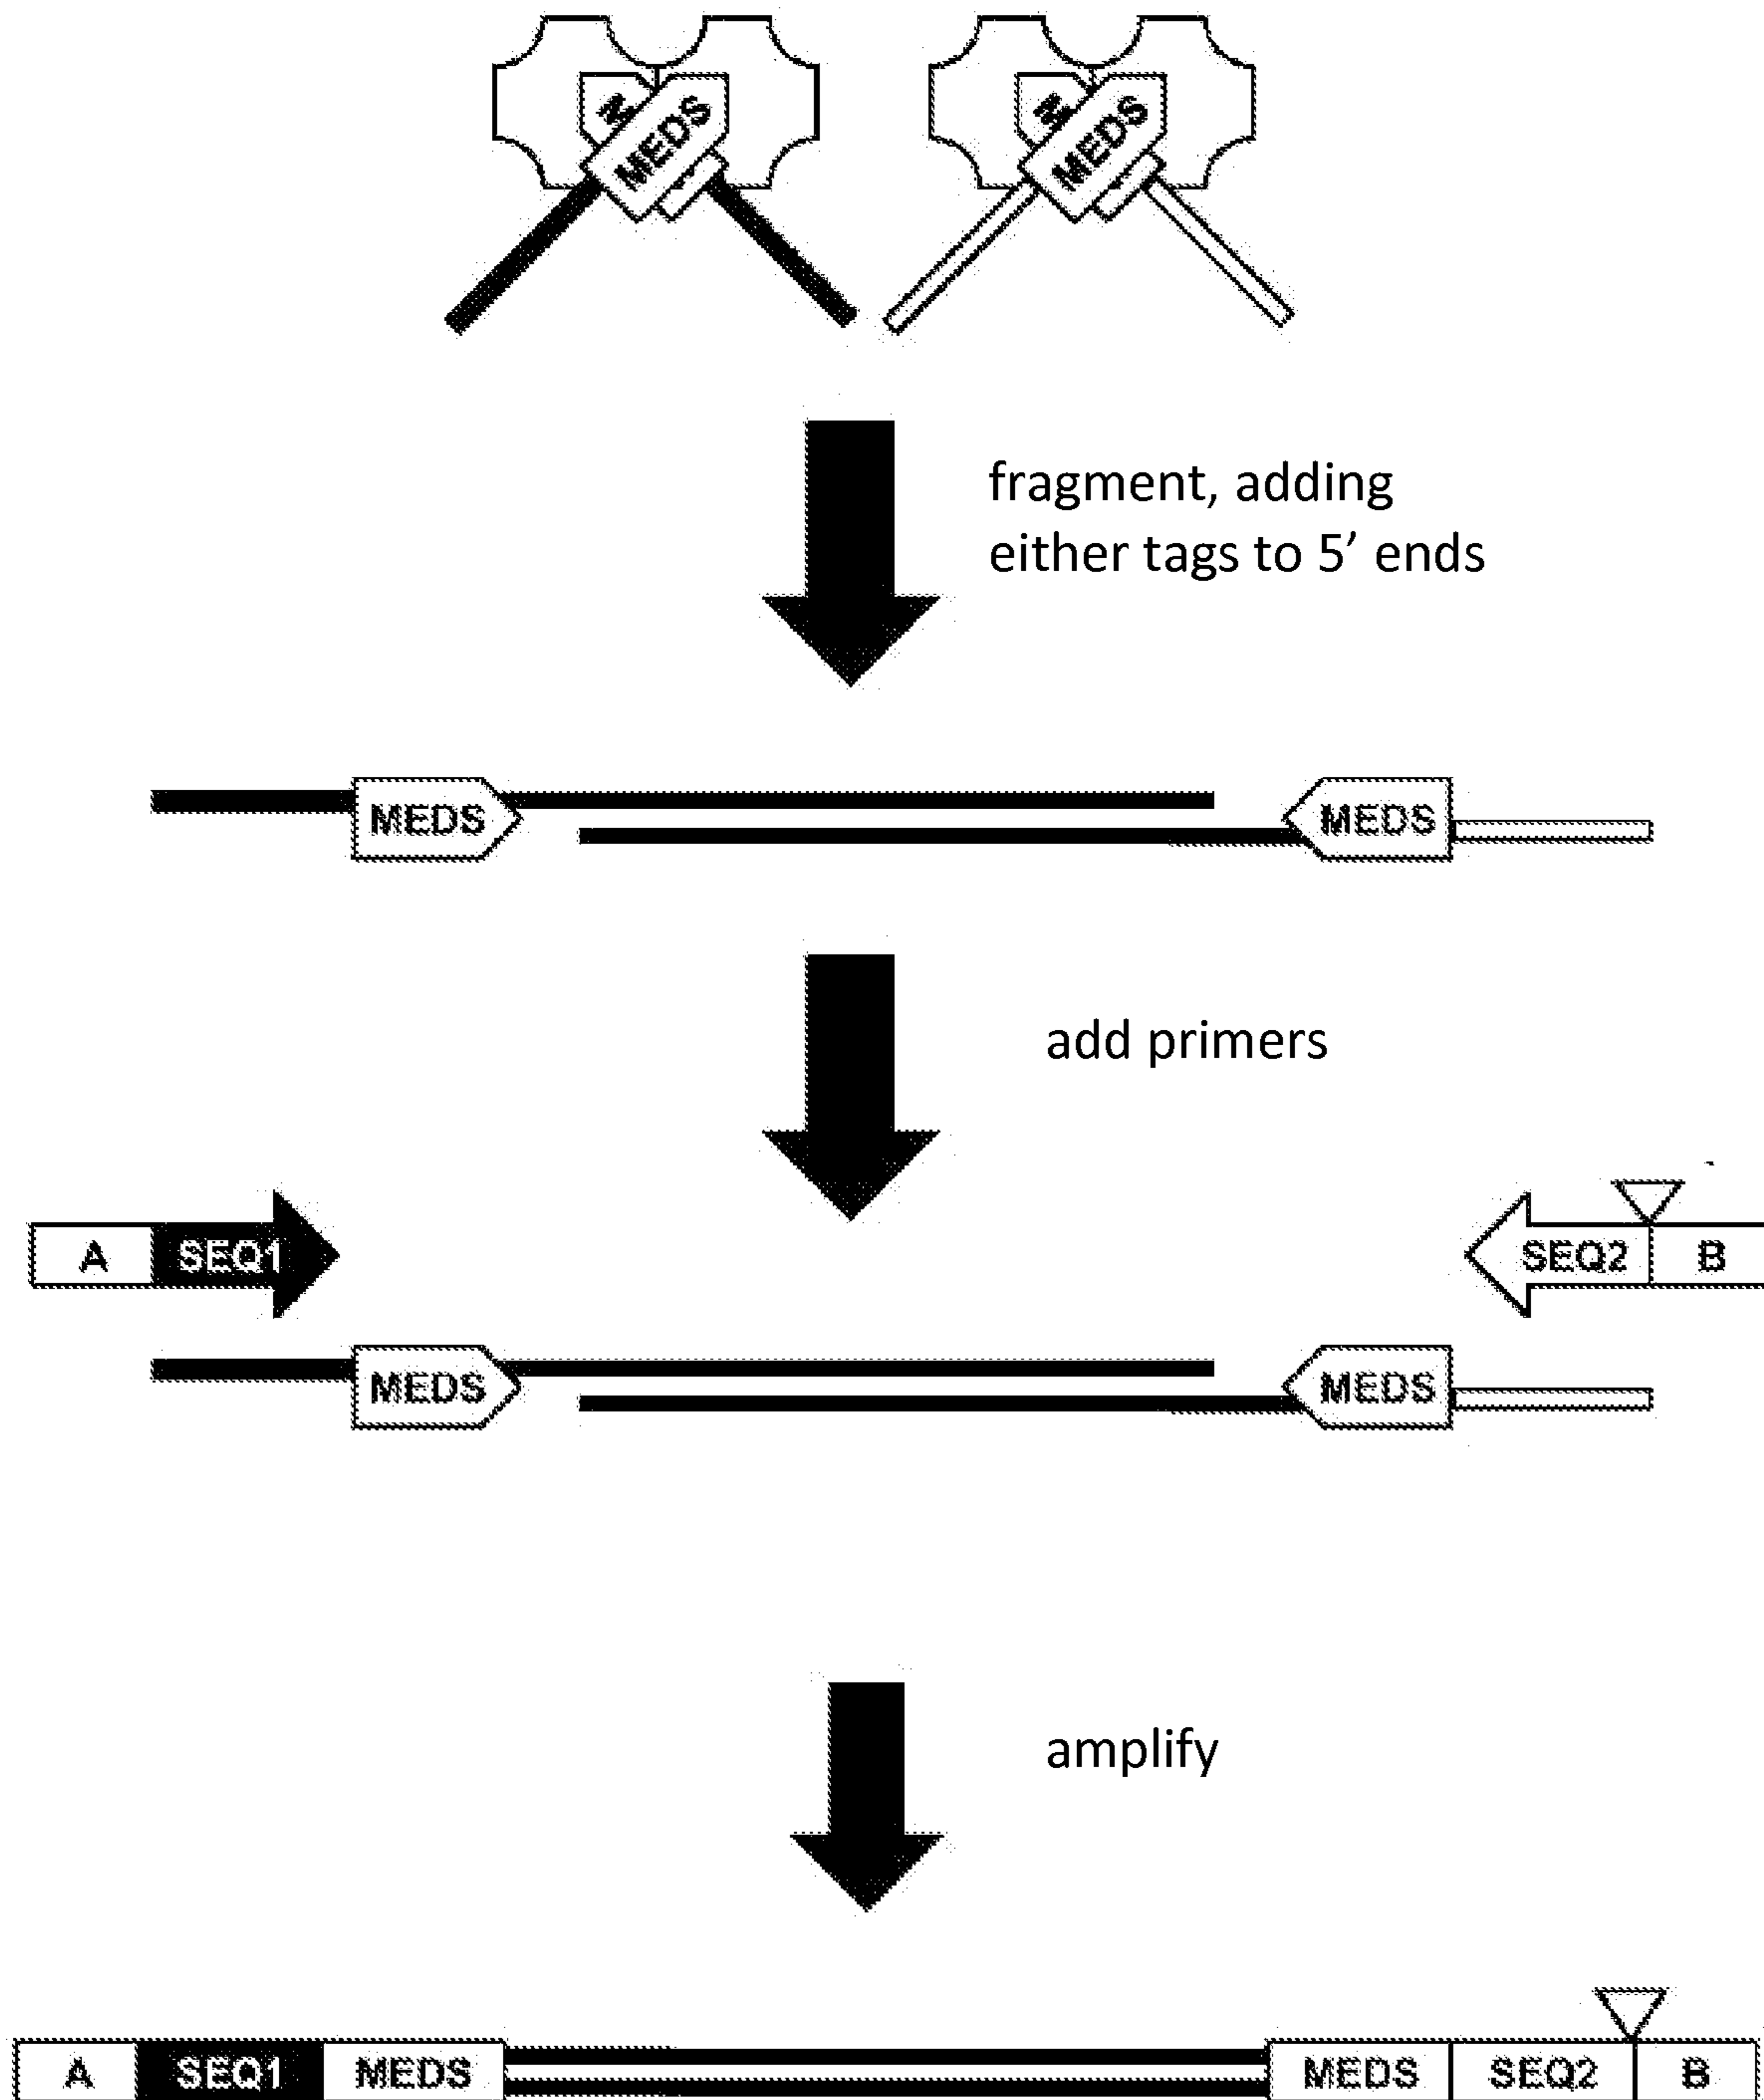 MEDS
MEDS
fragment, adding
either tags to 5’ ends
MEDS MEDS
add primers
A SEQ1 SEQ2 B
MEDS MEDS
amplify
A SEQ1 MEDS MEDS SEQ2 B